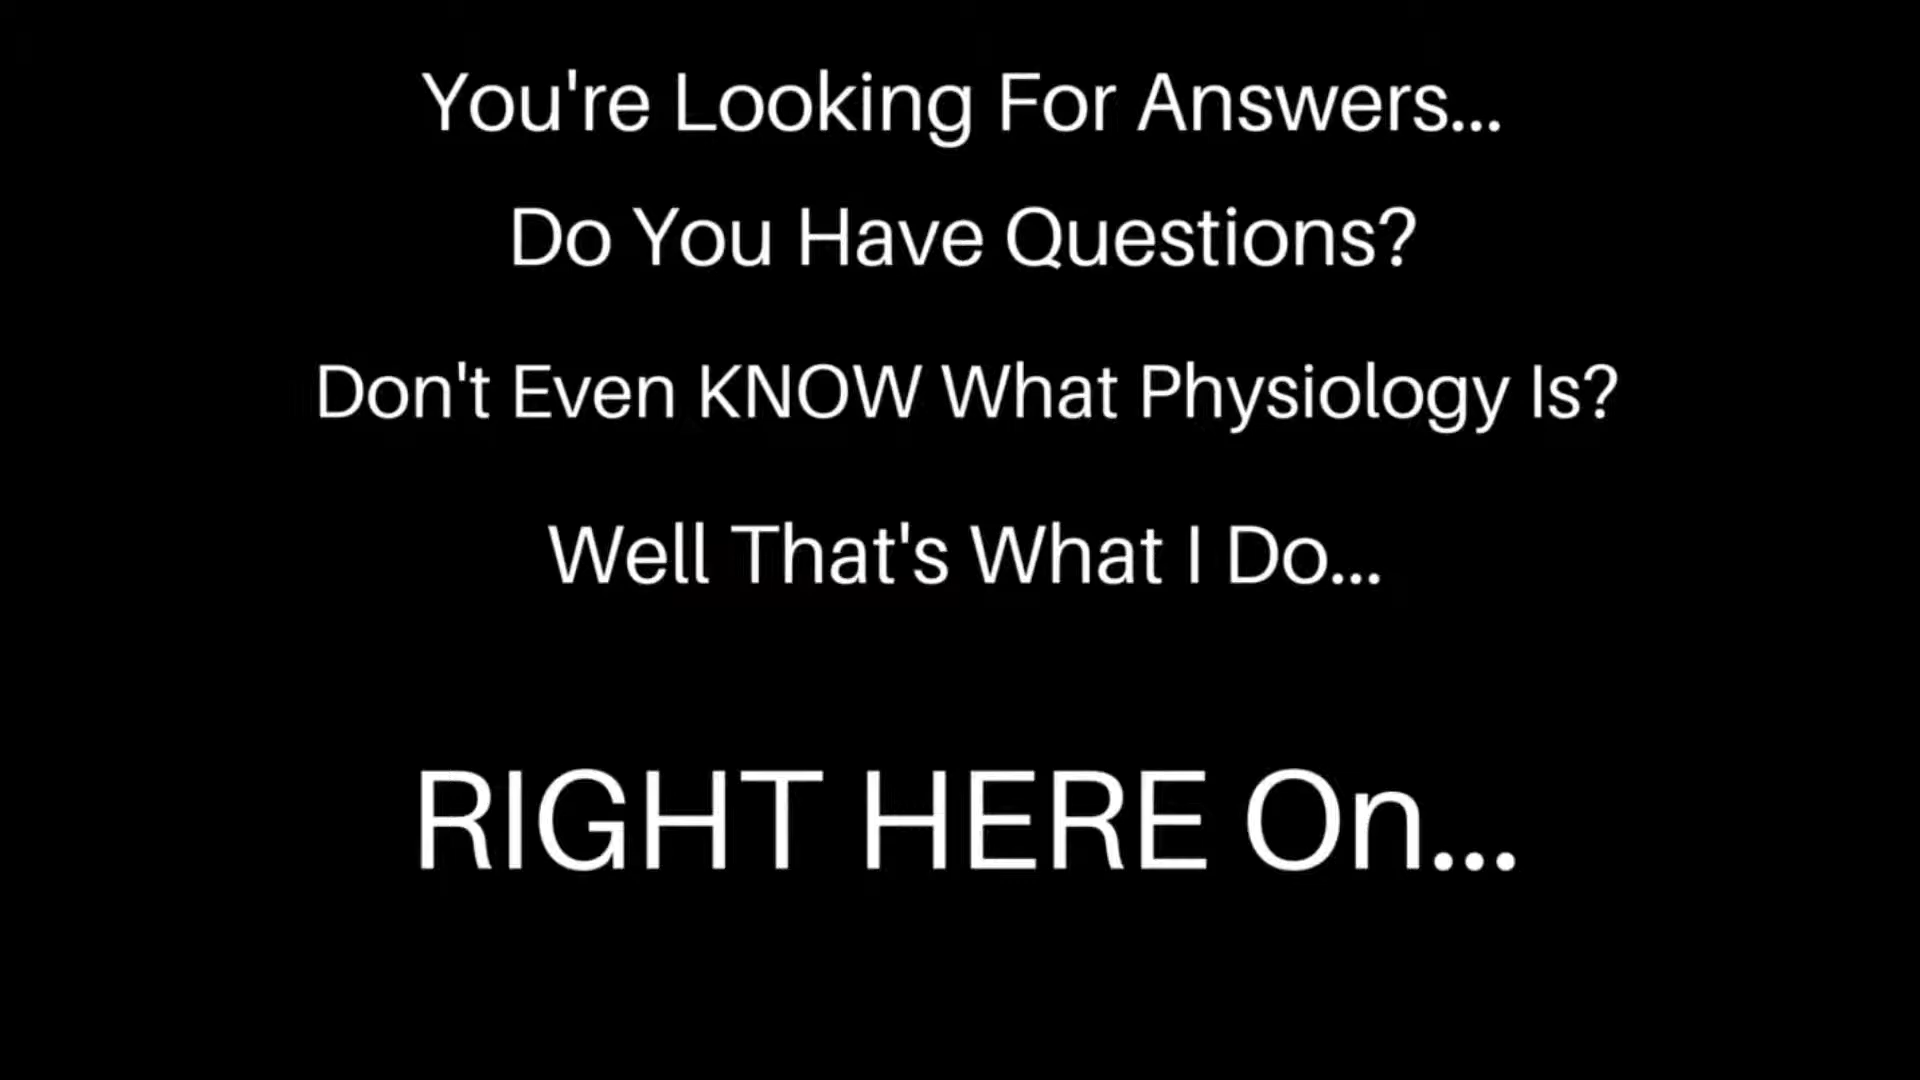 You're Looking For Answers...
Do You Have Questions?
Don't Even KNOW What Physiology Is?
Well That's What I Do...
RIGHT HERE On...